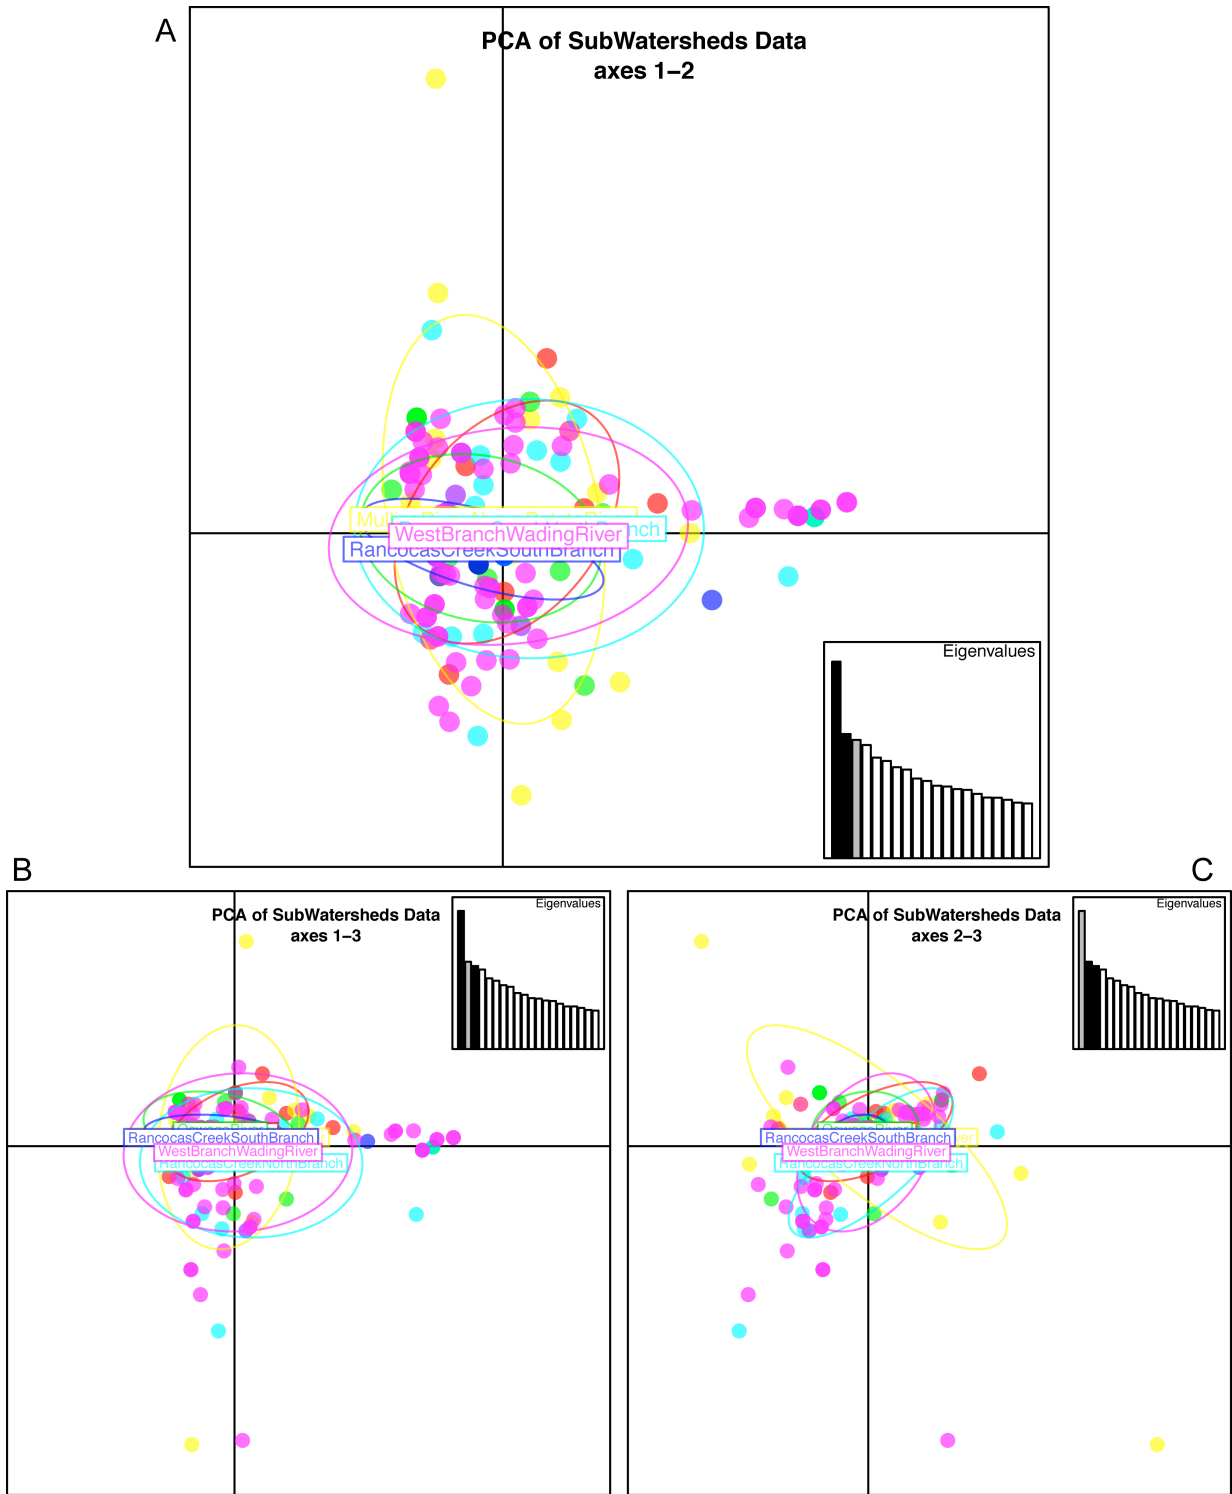 A
PCA of SubWatersheds Data
axes 1–2
nch
WestBranchWadingRiver
RancocasCreekSouthBranch
Eigenvalues
B
C
PCA of SubWatersheds Data
axes 1–3
Eigenvalues
RancocasCreekSouthBranch
WestBranchWadingRiver
RancocasCreekNorthBranch
PCA of SubWatersheds Data
axes 2–3
Eigenvalues
RancocasCreekSouthBranch
WestBranchWadingRiver
RancocasCreekNorthBranch